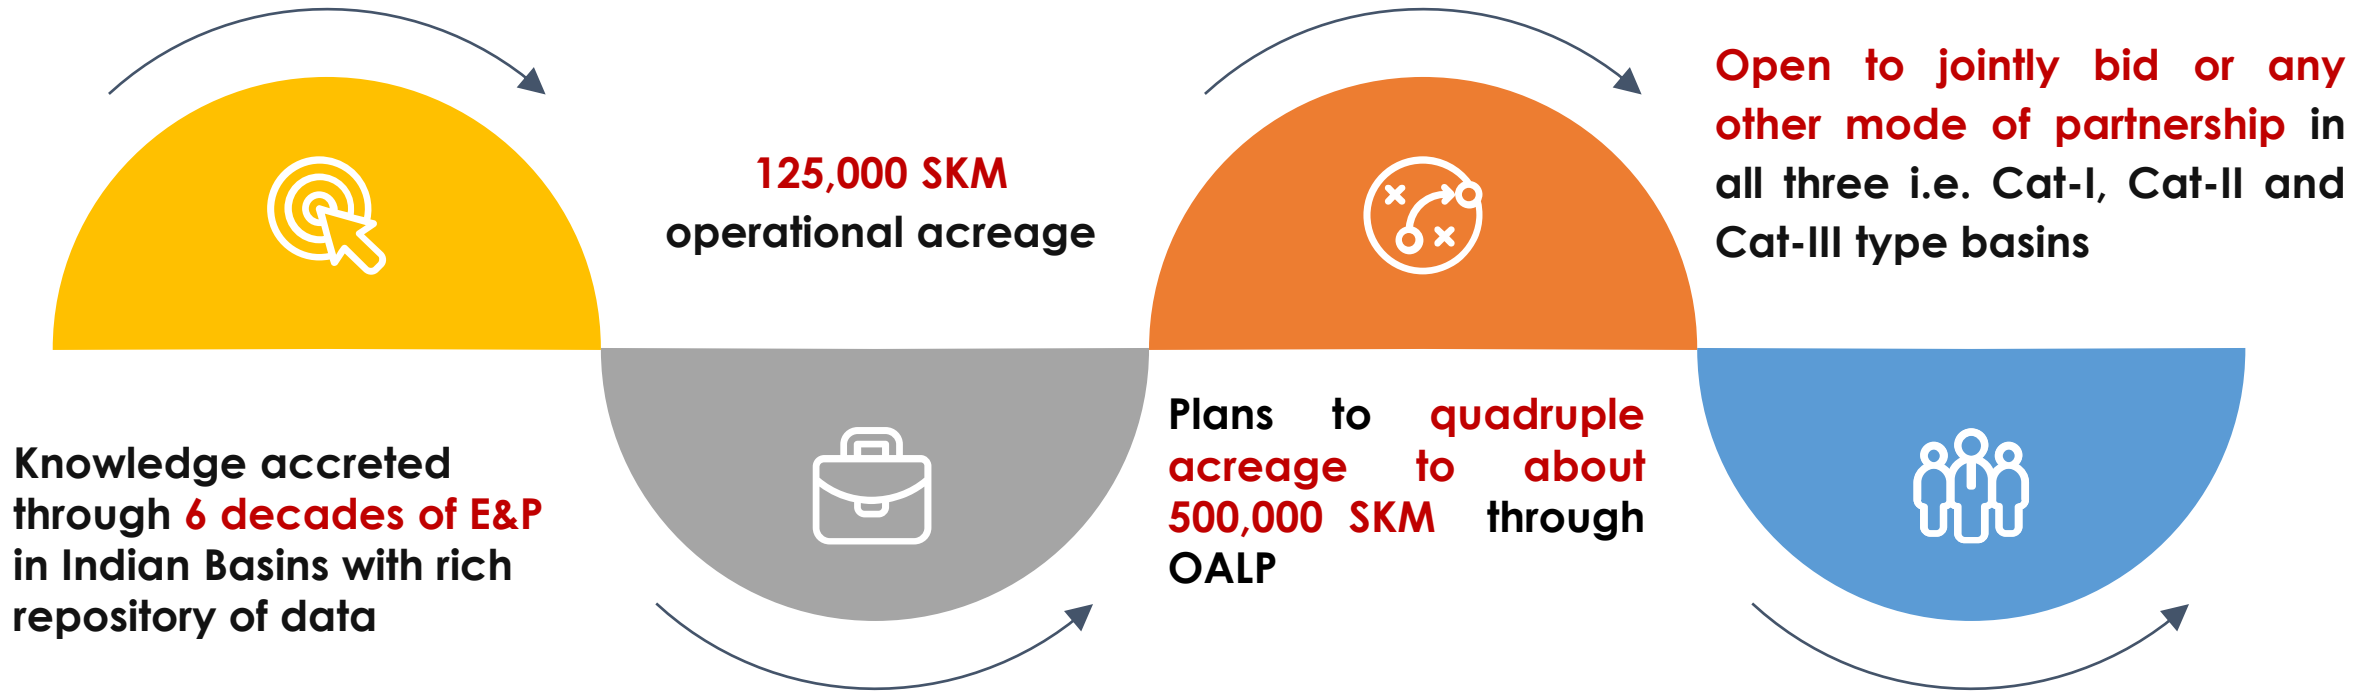 Knowledge accreted
through 6 decades of E&P
in Indian Basins with rich
repository of data
125,000 SKM
operational acreage
Plans to quadruple
acreage to about
500,000 SKM through
OALP
Open to jointly bid or any
other mode of partnership in
all three i.e. Cat-I, Cat-II and
Cat-III type basins